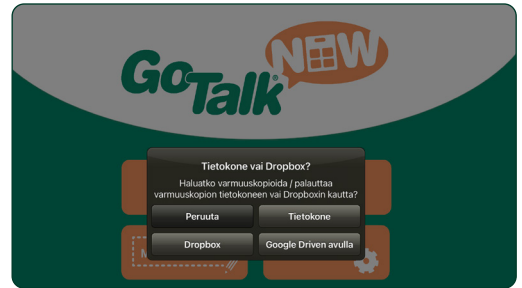 GoTalk NOW
Tietokone vai Dropbox?
Haluatko varmuuskopioida / palauttaa
varmuuskopion tietokoneen vai Dropboxin kautta?
Peruuta
Tietokone
Dropbox
Google Driven avulla
M